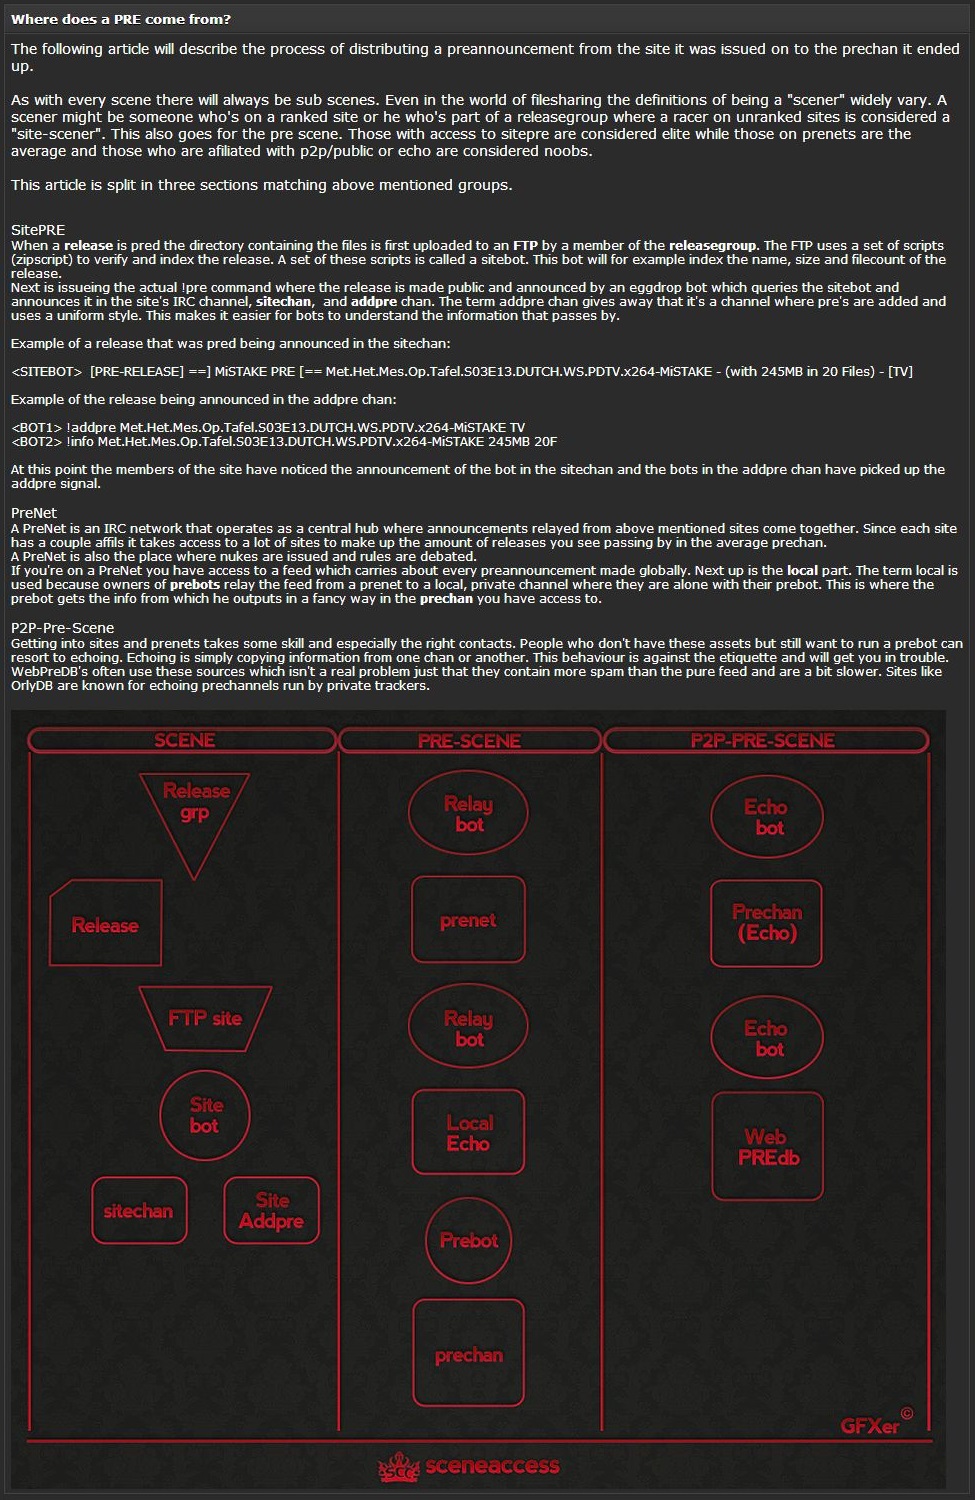 Where does a PRE come from?
The following article will describe the process of distributing a preannouncement from the site it was issued on to the prechan it ended
up.
As with every scene there will always be sub scenes. Even in the world of filesharing the definitions of being a "scener" widely vary. A
scener might be someone who's on a ranked site or he who's part of a releasegroup where a racer on unranked sites is considered a
"site-scener". This also goes for the pre scene. Those with access to sitepre are considered elite while those on prenets are the
average and those who are afiliated with p2p/public or echo are considered noobs.
This article is split in three sections matching above mentioned groups.
SitePRE
When a release is pred the directory containing the files is first uploaded to an FTP by a member of the releasegroup. The FTP uses a set of scripts
(zipscript) to verify and index the release. A set of these scripts is called a sitebot. This bot will for example index the name, size and filecount of the
release.
Next is issueing the actual !pre command where the release is made public and announced by an eggdrop bot which queries the sitebot and
announces it in the site's IRC channel, sitechan, and addpre chan. The term addpre chan gives away that it's a channel where pre's are added and
uses a uniform style. This makes it easier for bots to understand the information that passes by.
Example of a release that was pred being announced in the sitechan:
<SITEBOT> [PRE-RELEASE] ==] MiSTAKE PRE [== Met.Het.Mes.Op.Tafel.S03E13.DUTCH.WS.PDTV.x264-MiSTAKE - (with 245MB in 20 Files) - [TV]
Example of the release being announced in the addpre chan:
<BOT1> !addpre Met.Het.Mes.Op.Tafel.S03E13.DUTCH.WS.PDTV.x264-MiSTAKE TV
<BOT2> !info Met.Het.Mes.Op.Tafel.S03E13.DUTCH.WS.PDTV.x264-MiSTAKE 245MB 20F
At this point the members of the site have noticed the announcement of the bot in the sitechan and the bots in the addpre chan have picked up the
addpre signal.
PreNet
A PreNet is an IRC network that operates as a central hub where announcements relayed from above mentioned sites come together. Since each site
has a couple affils it takes access to a lot of sites to make up the amount of releases you see passing by in the average prechan.
A PreNet is also the place where nukes are issued and rules are debated.
If you're on a PreNet you have access to a feed which carries about every preannouncement made globally. Next up is the local part. The term local is
used because owners of prebots relay the feed from a prenet to a local, private channel where they are alone with their prebot. This is where the
prebot gets the info from which he outputs in a fancy way in the prechan you have access to.
P2P-Pre-Scene
Getting into sites and prenets takes some skill and especially the right contacts. People who don't have these assets but still want to run a prebot can
resort to echoing. Echoing is simply copying information from one chan or another. This behaviour is against the etiquette and will get you in trouble.
WebPreDB's often use these sources which isn't a real problem just that they contain more spam than the pure feed and are a bit slower. Sites like
OrlyDB are known for echoing prechannels run by private trackers.
SCENE
Release
grp
Release
FTP site
Site
bot
sitechan
Site
Addpre
PRE-SCENE
Relay
bot
prenet
Relay
bot
Local
Echo
Prebot
prechan
P2P-PRE-SCENE
Echo
bot
Prechan
(Echo)
Echo
bot
Web
PREdb
GFXer©
SCC sceneaccess